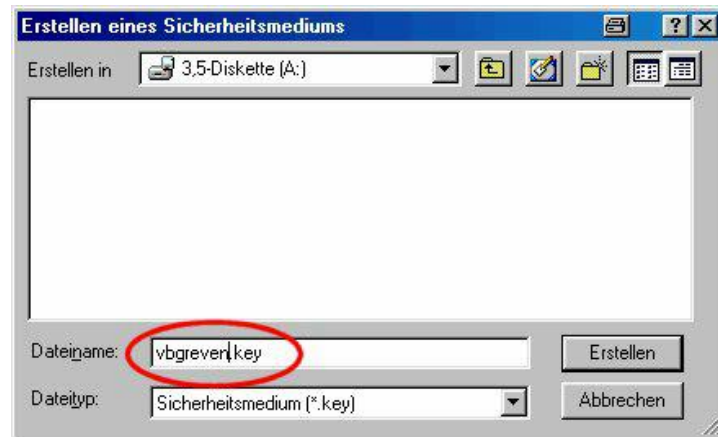 Erstellen eines Sicherheitsmediums
Erstellen in 3,5-Diskette (A:)
Dateiname: vbgreven.key Erstellen
Dateityp: Sicherheitsmedium (*.key) Abbrechen